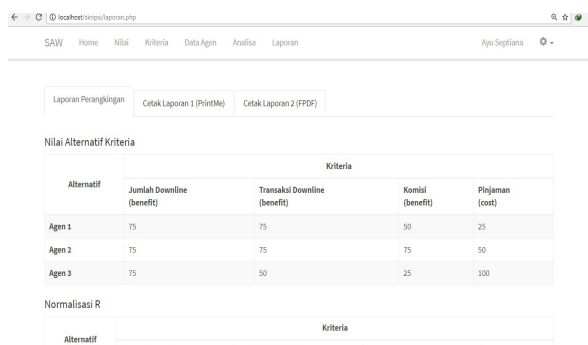 localhost/skripsi/laporan.php
SAW Home Nilai Kriteria Data Agen Analisa Laporan Ayu Septiana
Laporan Perangkingan Cetak Laporan 1 (PrintMe) Cetak Laporan 2 (FPDF)
Nilai Alternatif Kriteria
Alternatif Kriteria
Jumlah Downline (benefit) Transaksi Downline (benefit) Komisi (benefit) Pinjaman (cost)
Agen 1 75 75 50 25
Agen 2 75 75 75 50
Agen 3 75 50 25 100
Normalisasi R
Alternatif Kriteria